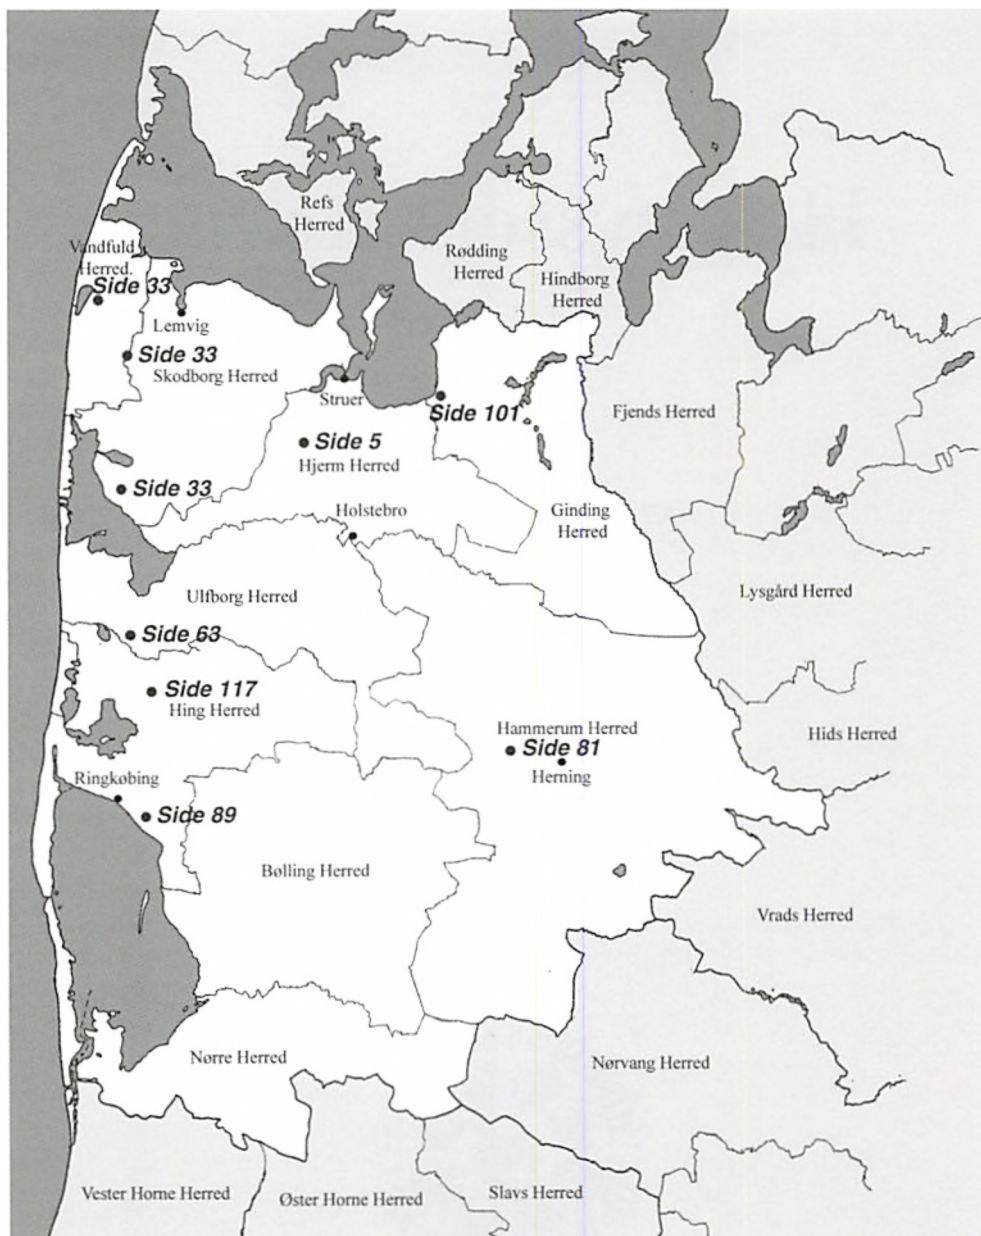 Refs
Herred
Rødding
Herred
Hindborg
Herred
Vandfuld
Herred.
Side 33
Lemvig
Side 33
Skodborg Herred
Struer
Side 101
Fjends Herred
Side 5
Hjerm Herred
Side 33
Holstebro
Ginding
Herred
Ulfborg Herred
Lysgård Herred
Side 63
Side 117
Hing Herred
Hammerum Herred
Side 81
Herning
Hids Herred
Ringkøbing
Side 89
Bølling Herred
Vrads Herred
Nørre Herred
Nørvang Herred
Vester Horne Herred
Øster Horne Herred
Slavs Herred